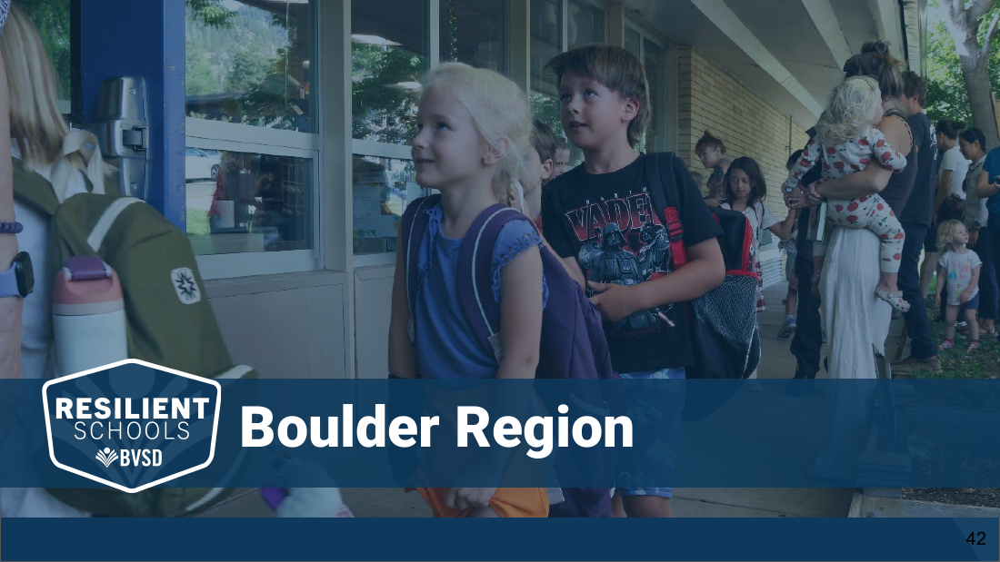 VADER
RESILIENT
SCHOOLS
BVSD
Boulder Region
42